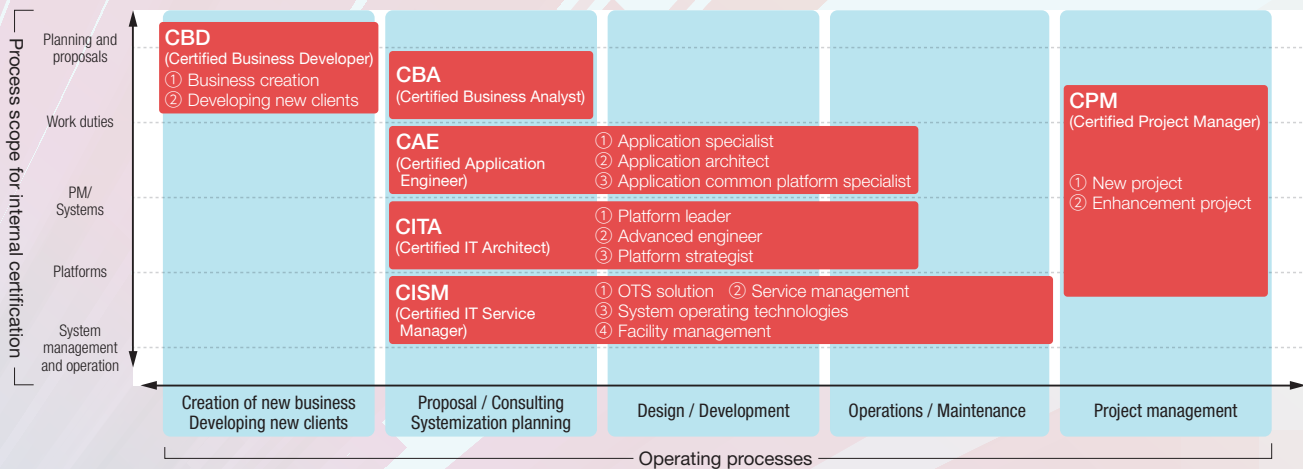 Process scope for internal certification
Planning and
proposals
Work duties
PM/
Systems
Platforms
System
management
and operation
CBD
(Certified Business Developer)
① Business creation
② Developing new clients
CBA
(Certified Business Analyst)
CAE
(Certified Application
Engineer)
① Application specialist
② Application architect
③ Application common platform specialist
CITA
(Certified IT Architect)
① Platform leader
② Advanced engineer
③ Platform strategist
CISM
(Certified IT Service
Manager)
① OTS solution ② Service management
③ System operating technologies
④ Facility management
CPM
(Certified Project Manager)
① New project
② Enhancement project
Creation of new business
Developing new clients
Proposal / Consulting
Systemization planning
Design / Development
Operations / Maintenance
Project management
Operating processes